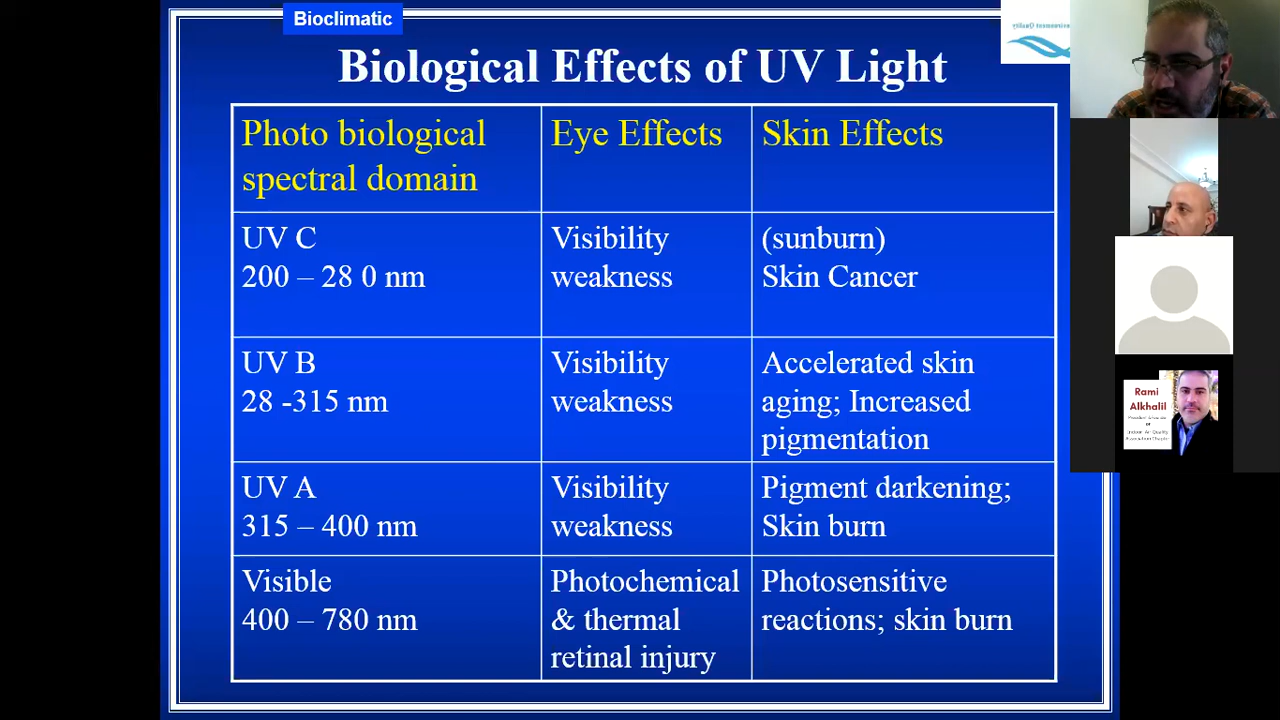 Bioclimatic
Biological Effects of UV Light
Photo biological
spectral domain
Eye Effects
Skin Effects
UV C
200 – 28 0 nm
Visibility
weakness
(sunburn)
Skin Cancer
UV B
28 -315 nm
Visibility
weakness
Accelerated skin
aging; Increased
pigmentation
UV A
315 – 400 nm
Visibility
weakness
Pigment darkening;
Skin burn
Visible
400 – 780 nm
Photochemical
& thermal
retinal injury
Photosensitive
reactions; skin burn
Rami
Alkhalil